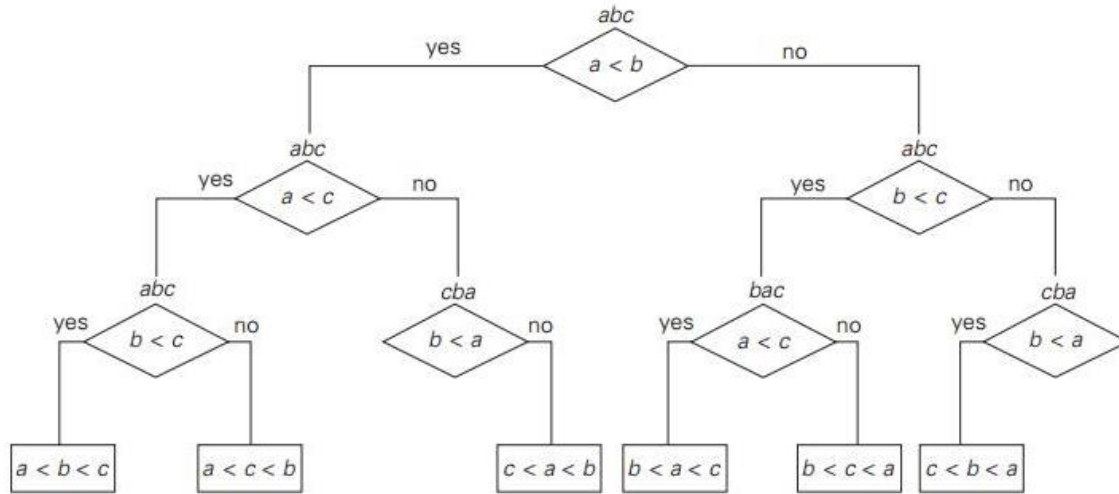 abc
yes
a < b
no
abc
abc
yes
a < c
no
yes
b < c
no
abc
cba
bac
cba
yes
b < c
no
b < a
no
yes
a < c
no
yes
b < a
a < b < c
a < c < b
c < a < b
b < a < c
b < c < a
c < b < a